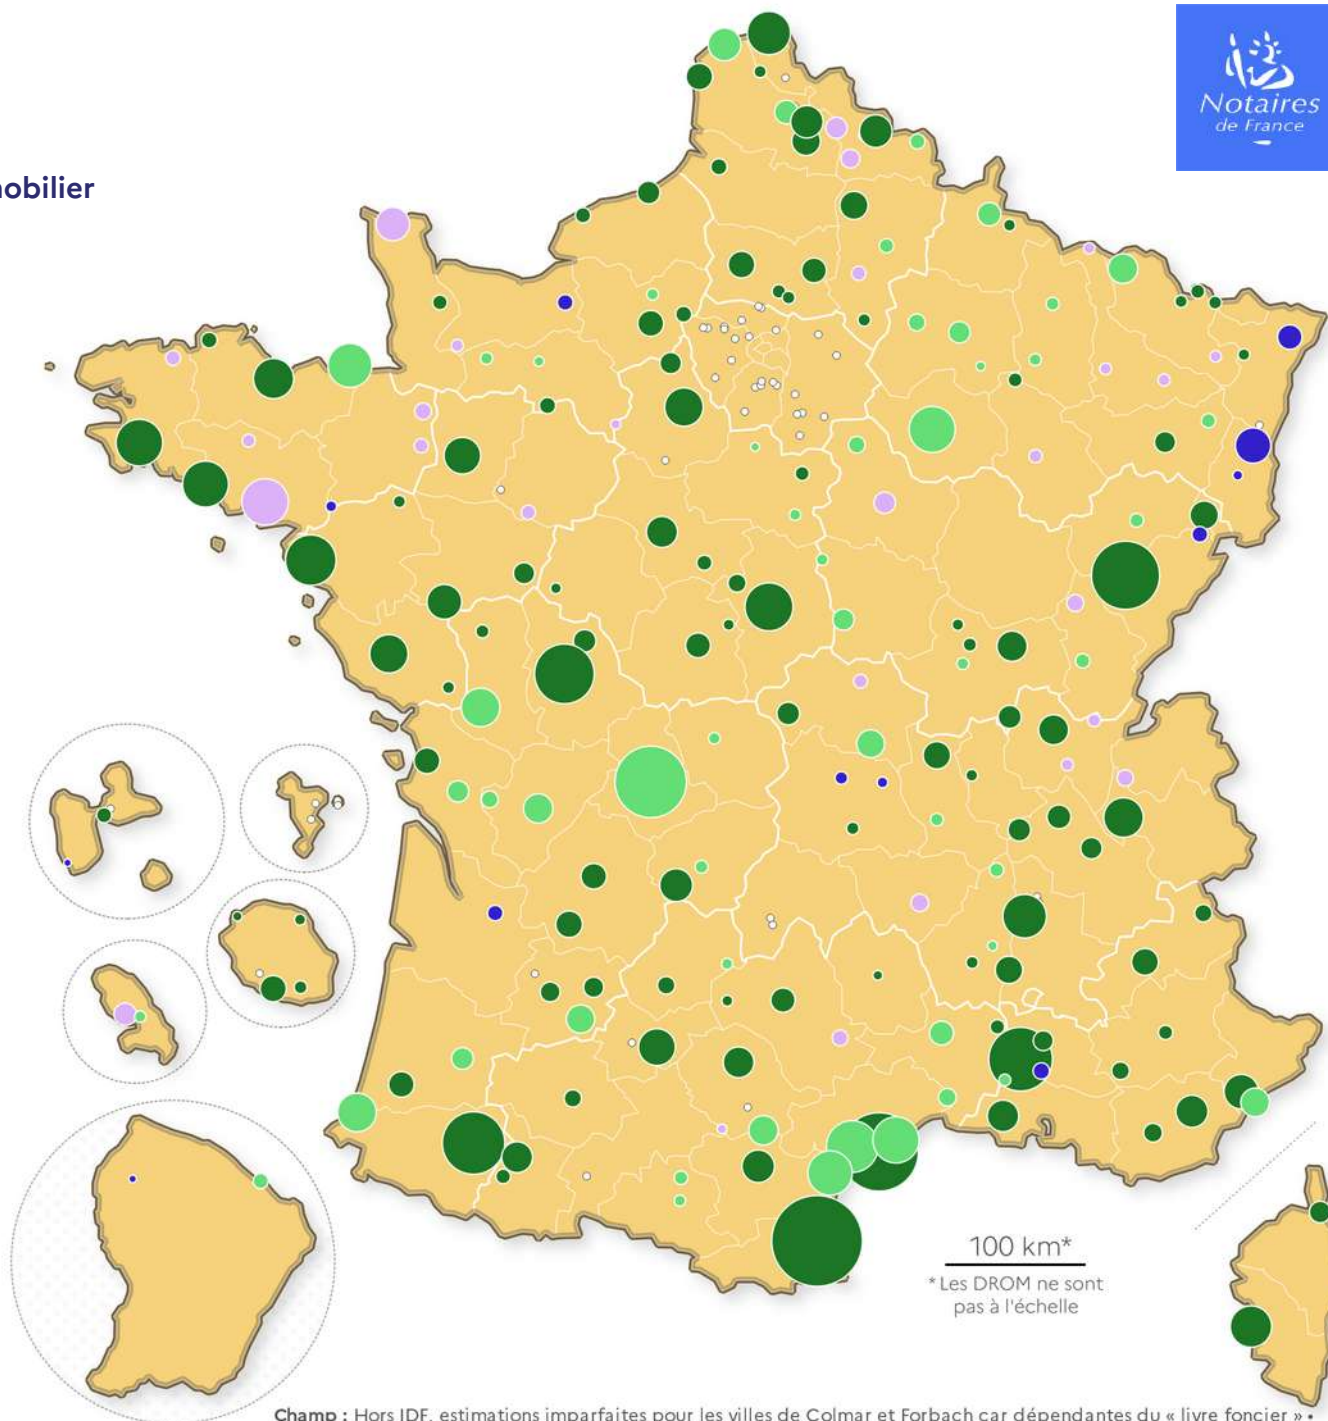 Notaires
de France
nobilier
100 km*
* Les DROM ne sont
pas à l'échelle
Champ : Hors IDF, estimations imparfaites pour les villes de Colmar et Forbach car dépendantes du « livre foncier » •